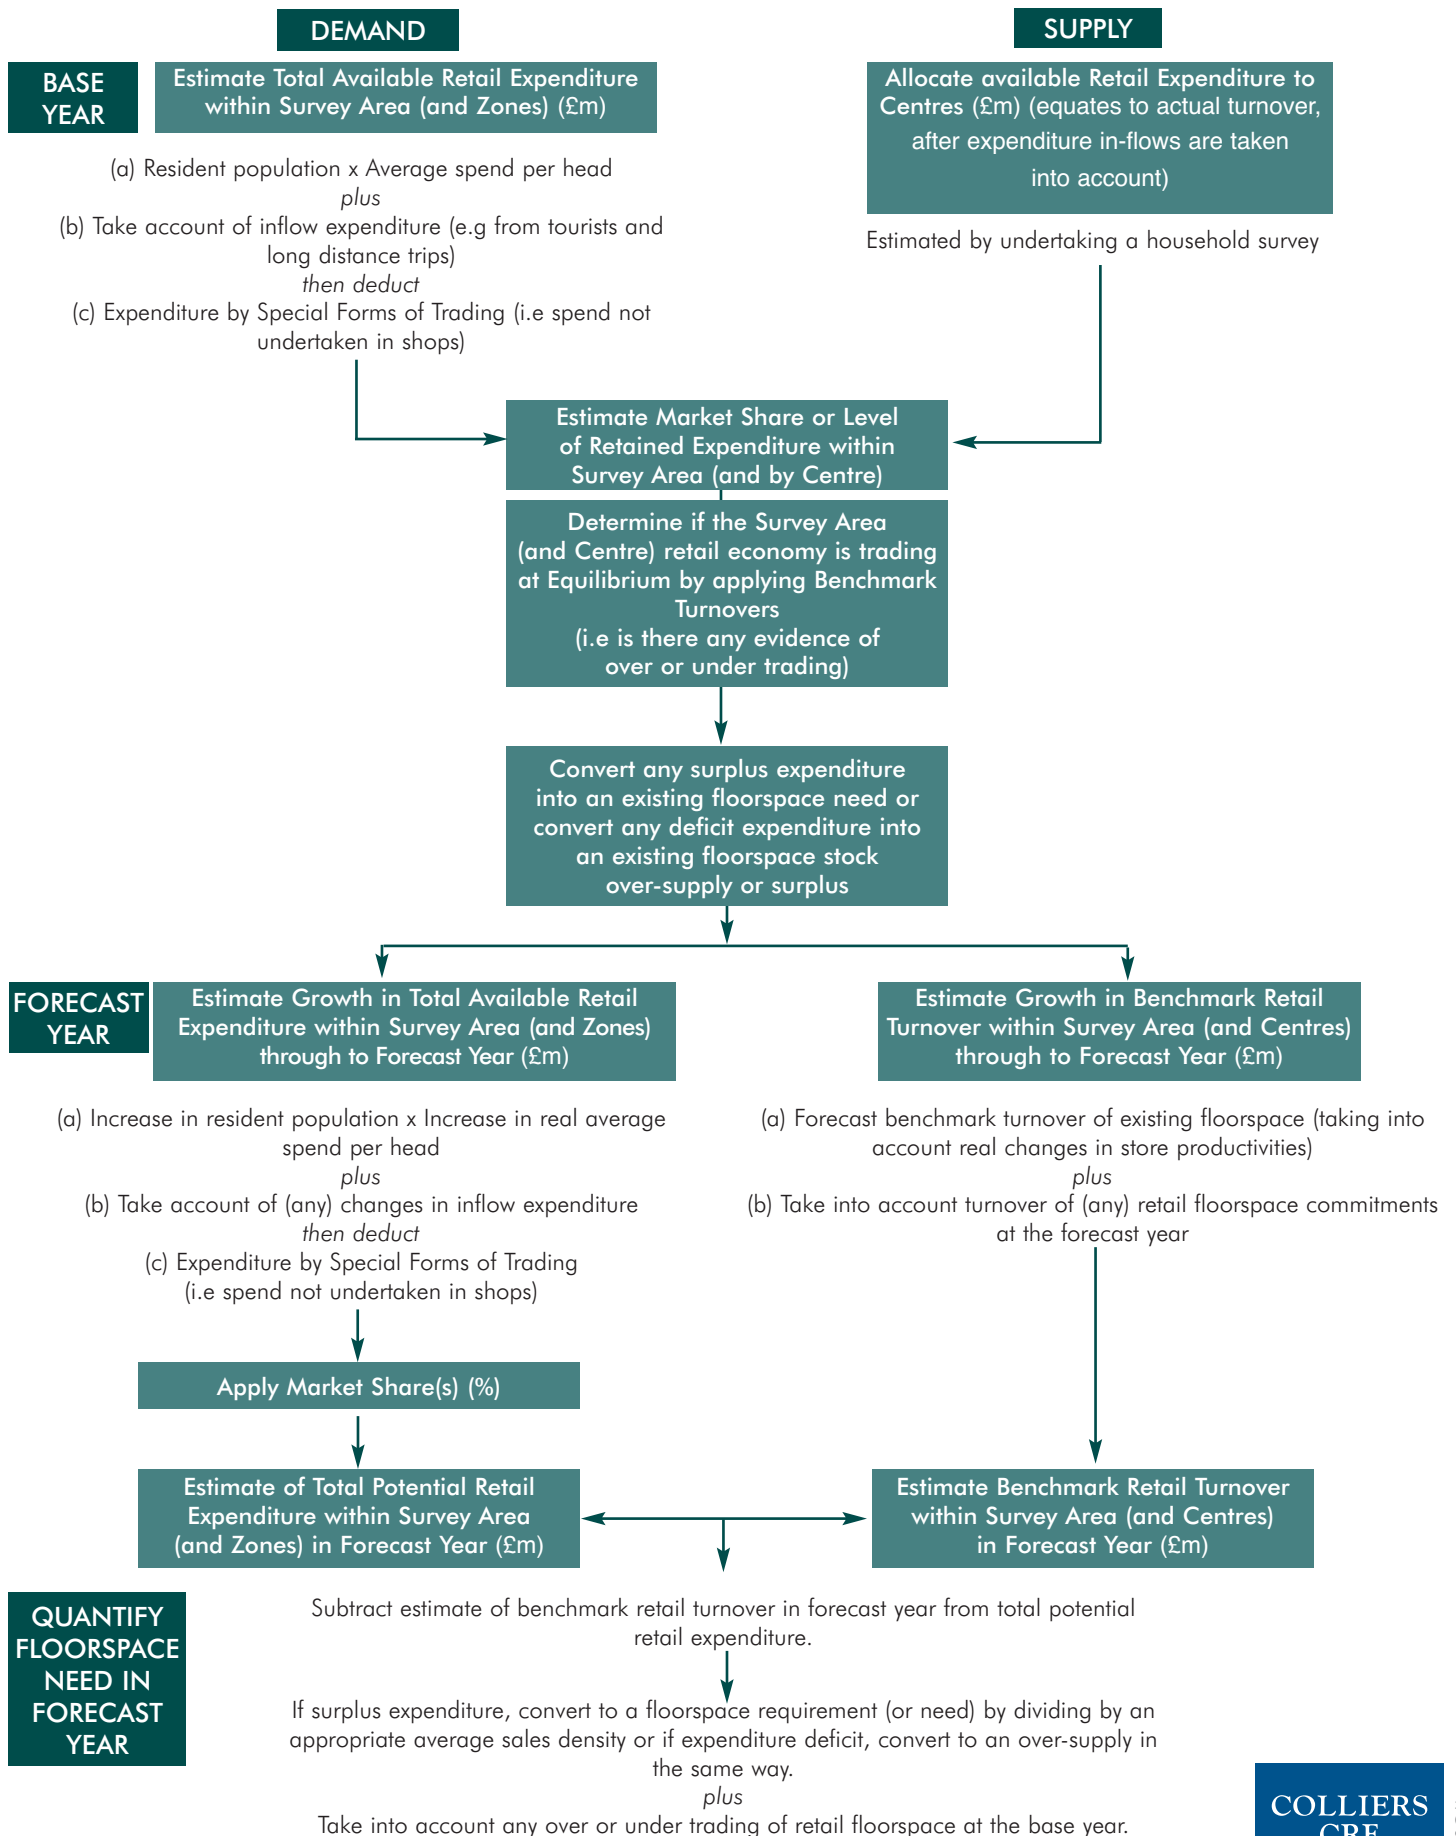 DEMAND
SUPPLY
BASE
YEAR
Estimate Total Available Retail Expenditure
within Survey Area (and Zones) (£m)
Allocate available Retail Expenditure to
Centres (£m) (equates to actual turnover,
after expenditure in-flows are taken
into account)
(a) Resident population x Average spend per head
plus
(b) Take account of inflow expenditure (e.g from tourists and
long distance trips)
then deduct
(c) Expenditure by Special Forms of Trading (i.e spend not
undertaken in shops)
Estimated by undertaking a household survey
Estimate Market Share or Level
of Retained Expenditure within
Survey Area (and by Centre)
Determine if the Survey Area
(and Centre) retail economy is trading
at Equilibrium by applying Benchmark
Turnovers
(i.e is there any evidence of
over or under trading)
Convert any surplus expenditure
into an existing floorspace need or
convert any deficit expenditure into
an existing floorspace stock
over-supply or surplus
FORECAST
YEAR
Estimate Growth in Total Available Retail
Expenditure within Survey Area (and Zones)
through to Forecast Year (£m)
Estimate Growth in Benchmark Retail
Turnover within Survey Area (and Centres)
through to Forecast Year (£m)
(a) Increase in resident population x Increase in real average
spend per head
plus
(b) Take account of (any) changes in inflow expenditure
then deduct
(c) Expenditure by Special Forms of Trading
(i.e spend not undertaken in shops)
(a) Forecast benchmark turnover of existing floorspace (taking into
account real changes in store productivities)
plus
(b) Take into account turnover of (any) retail floorspace commitments
at the forecast year
Apply Market Share(s) (%)
Estimate of Total Potential Retail
Expenditure within Survey Area
(and Zones) in Forecast Year (£m)
Estimate Benchmark Retail Turnover
within Survey Area (and Centres)
in Forecast Year (£m)
QUANTIFY
FLOORSPACE
NEED IN
FORECAST
YEAR
Subtract estimate of benchmark retail turnover in forecast year from total potential
retail expenditure.
If surplus expenditure, convert to a floorspace requirement (or need) by dividing by an
appropriate average sales density or if expenditure deficit, convert to an over-supply in
the same way.
plus
Take into account any over or under trading of retail floorspace at the base year.
COLLIERS
CRE